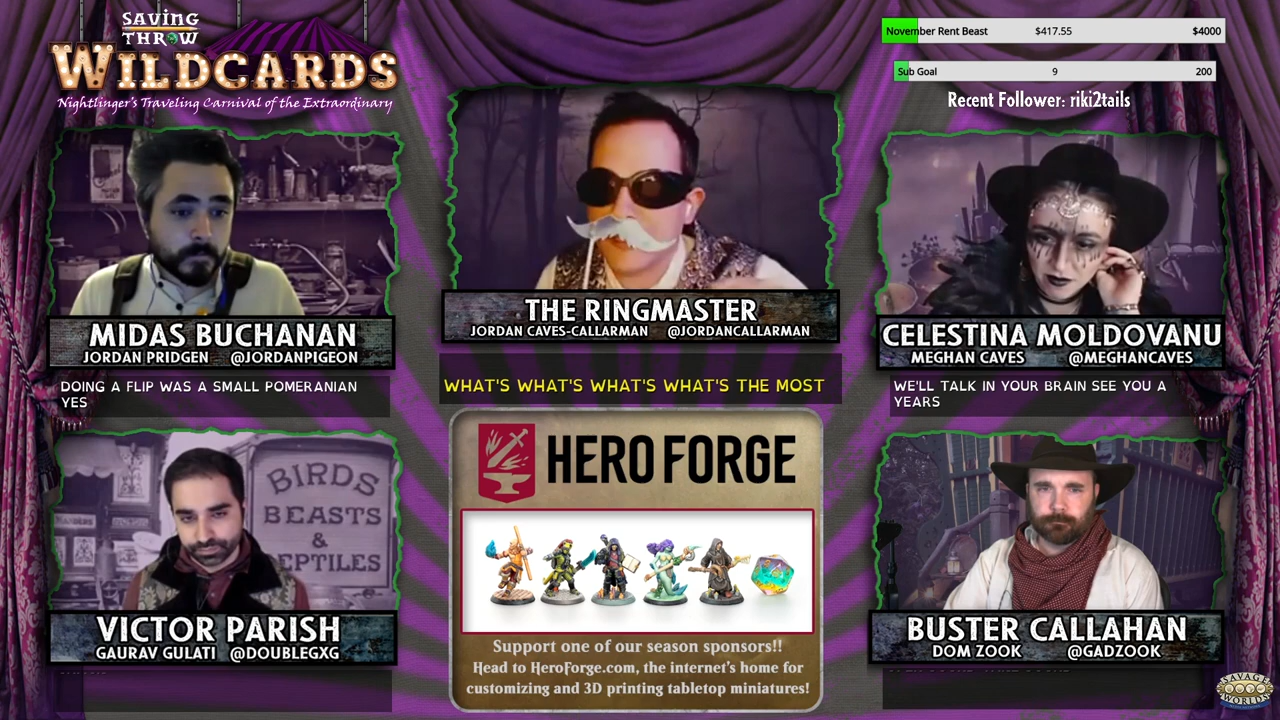 SAVING
THROW
WILDCARDS
Nightlinger's Traveling Carnival of the Extraordinary
November Rent Beast $417.55 $4000
Sub Goal 9 200
Recent Follower: riki2tails
MIDAS BUCHANAN
JORDAN PRIDGEN @JORDANPIGEON
DOING A FLIP WAS A SMALL POMERANIAN
YES
THE RINGMASTER
JORDAN CAVES-CALLARMAN @JORDANCALLARMAN
WHAT'S WHAT'S WHAT'S WHAT'S THE MOST
CELESTINA MOLDOVANU
MEGHAN CAVES @MEGHANCAVES
WE'LL TALK IN YOUR BRAIN SEE YOU A
YEARS
BIRDS
BEASTS
&
REPTILES
VICTOR PARISH
GAURAV GULATI @DOUBLEGXG
HERO FORGE
Support one of our season sponsors!!
Head to HeroForge.com, the internet's home for
customizing and 3D printing tabletop miniatures!
BUSTER CALLAHAN
DOM ZOOK @GADZOOK
SAVAGE
WORLDS